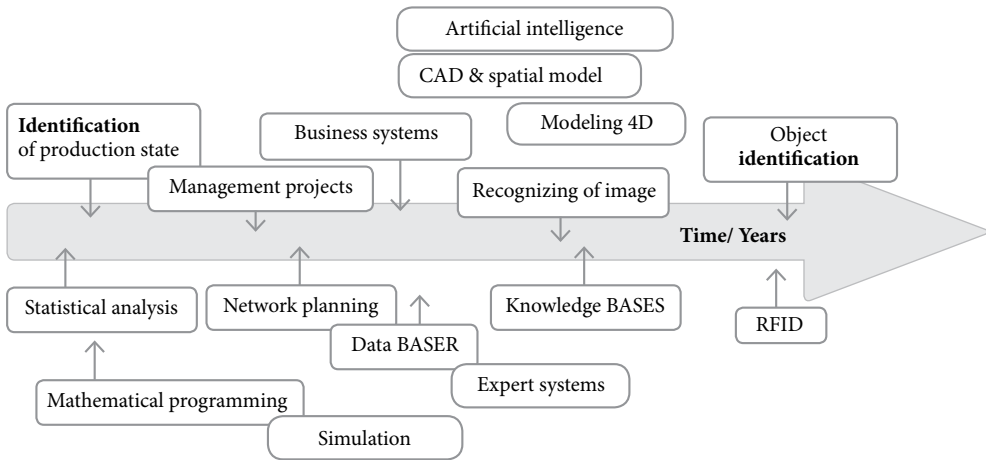 Artificial intelligence
CAD & spatial model
Modeling 4D
Identification
of production state
Business systems
Object
identification
Management projects
Recognizing of image
Time/ Years
Statistical analysis
Network planning
Knowledge BASES
RFID
Data BASER
Expert systems
Mathematical programming
Simulation